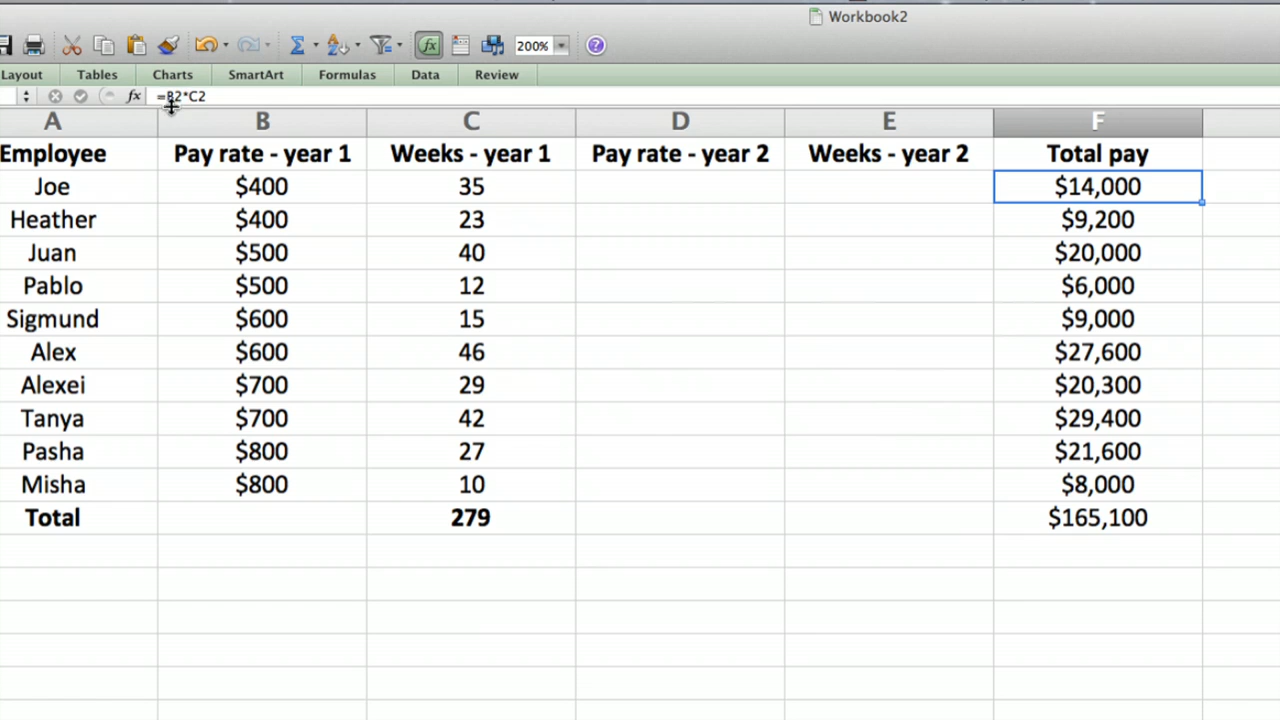 Workbook2
200%
Layout Tables Charts SmartArt Formulas Data Review
fx =B2*C2
A B C D E F
Employee Pay rate - year 1 Weeks - year 1 Pay rate - year 2 Weeks - year 2 Total pay
Joe $400 35 $14,000
Heather $400 23 $9,200
Juan $500 40 $20,000
Pablo $500 12 $6,000
Sigmund $600 15 $9,000
Alex $600 46 $27,600
Alexei $700 29 $20,300
Tanya $700 42 $29,400
Pasha $800 27 $21,600
Misha $800 10 $8,000
Total 279 $165,100